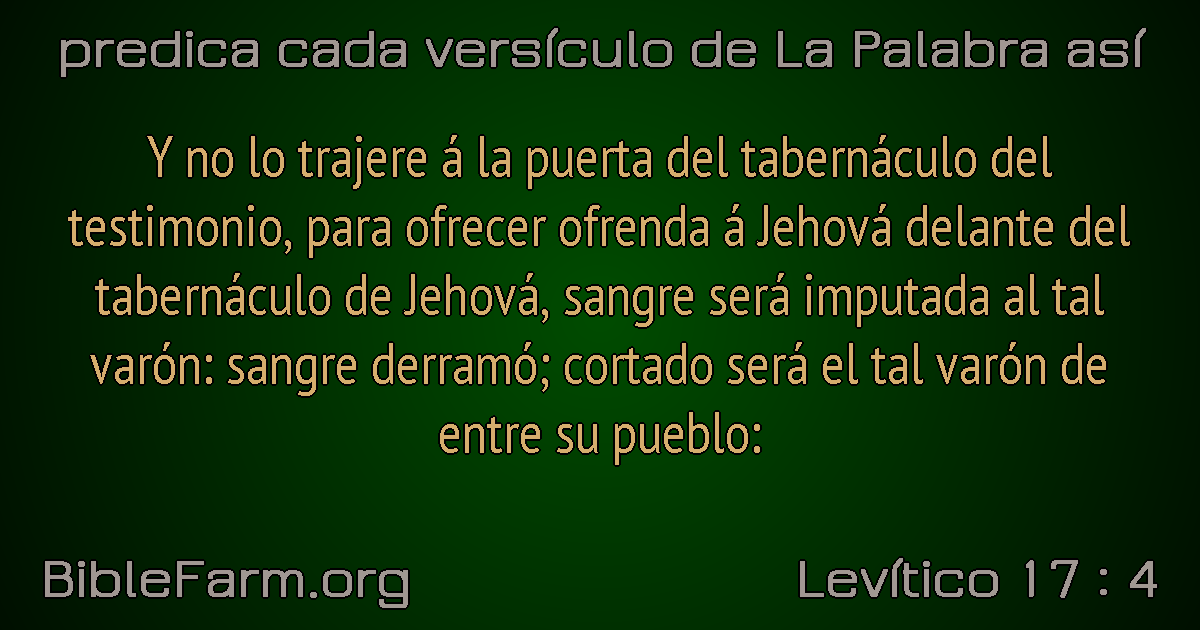 predica cada versículo de La Palabra así
Y no lo trajere á la puerta del tabernáculo del
testimonio, para ofrecer ofrenda á Jehová delante del
tabernáculo de Jehová, sangre será imputada al tal
varón: sangre derramó; cortado será el tal varón de
entre su pueblo:
BibleFarm.org
Levítico 17 : 4